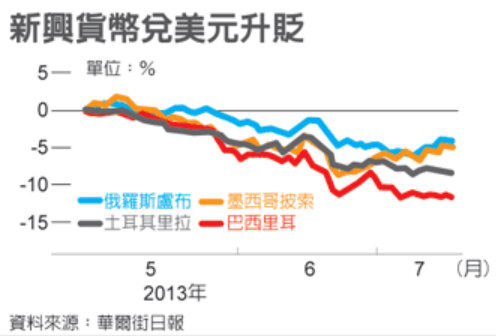 新興貨幣兌美元升貶
單位：%
5
0
-5
-10
-15
俄羅斯盧布 墨西哥披索
土耳其里拉 巴西里耳
5 6 7 (月)
2013年
資料來源：華爾街日報